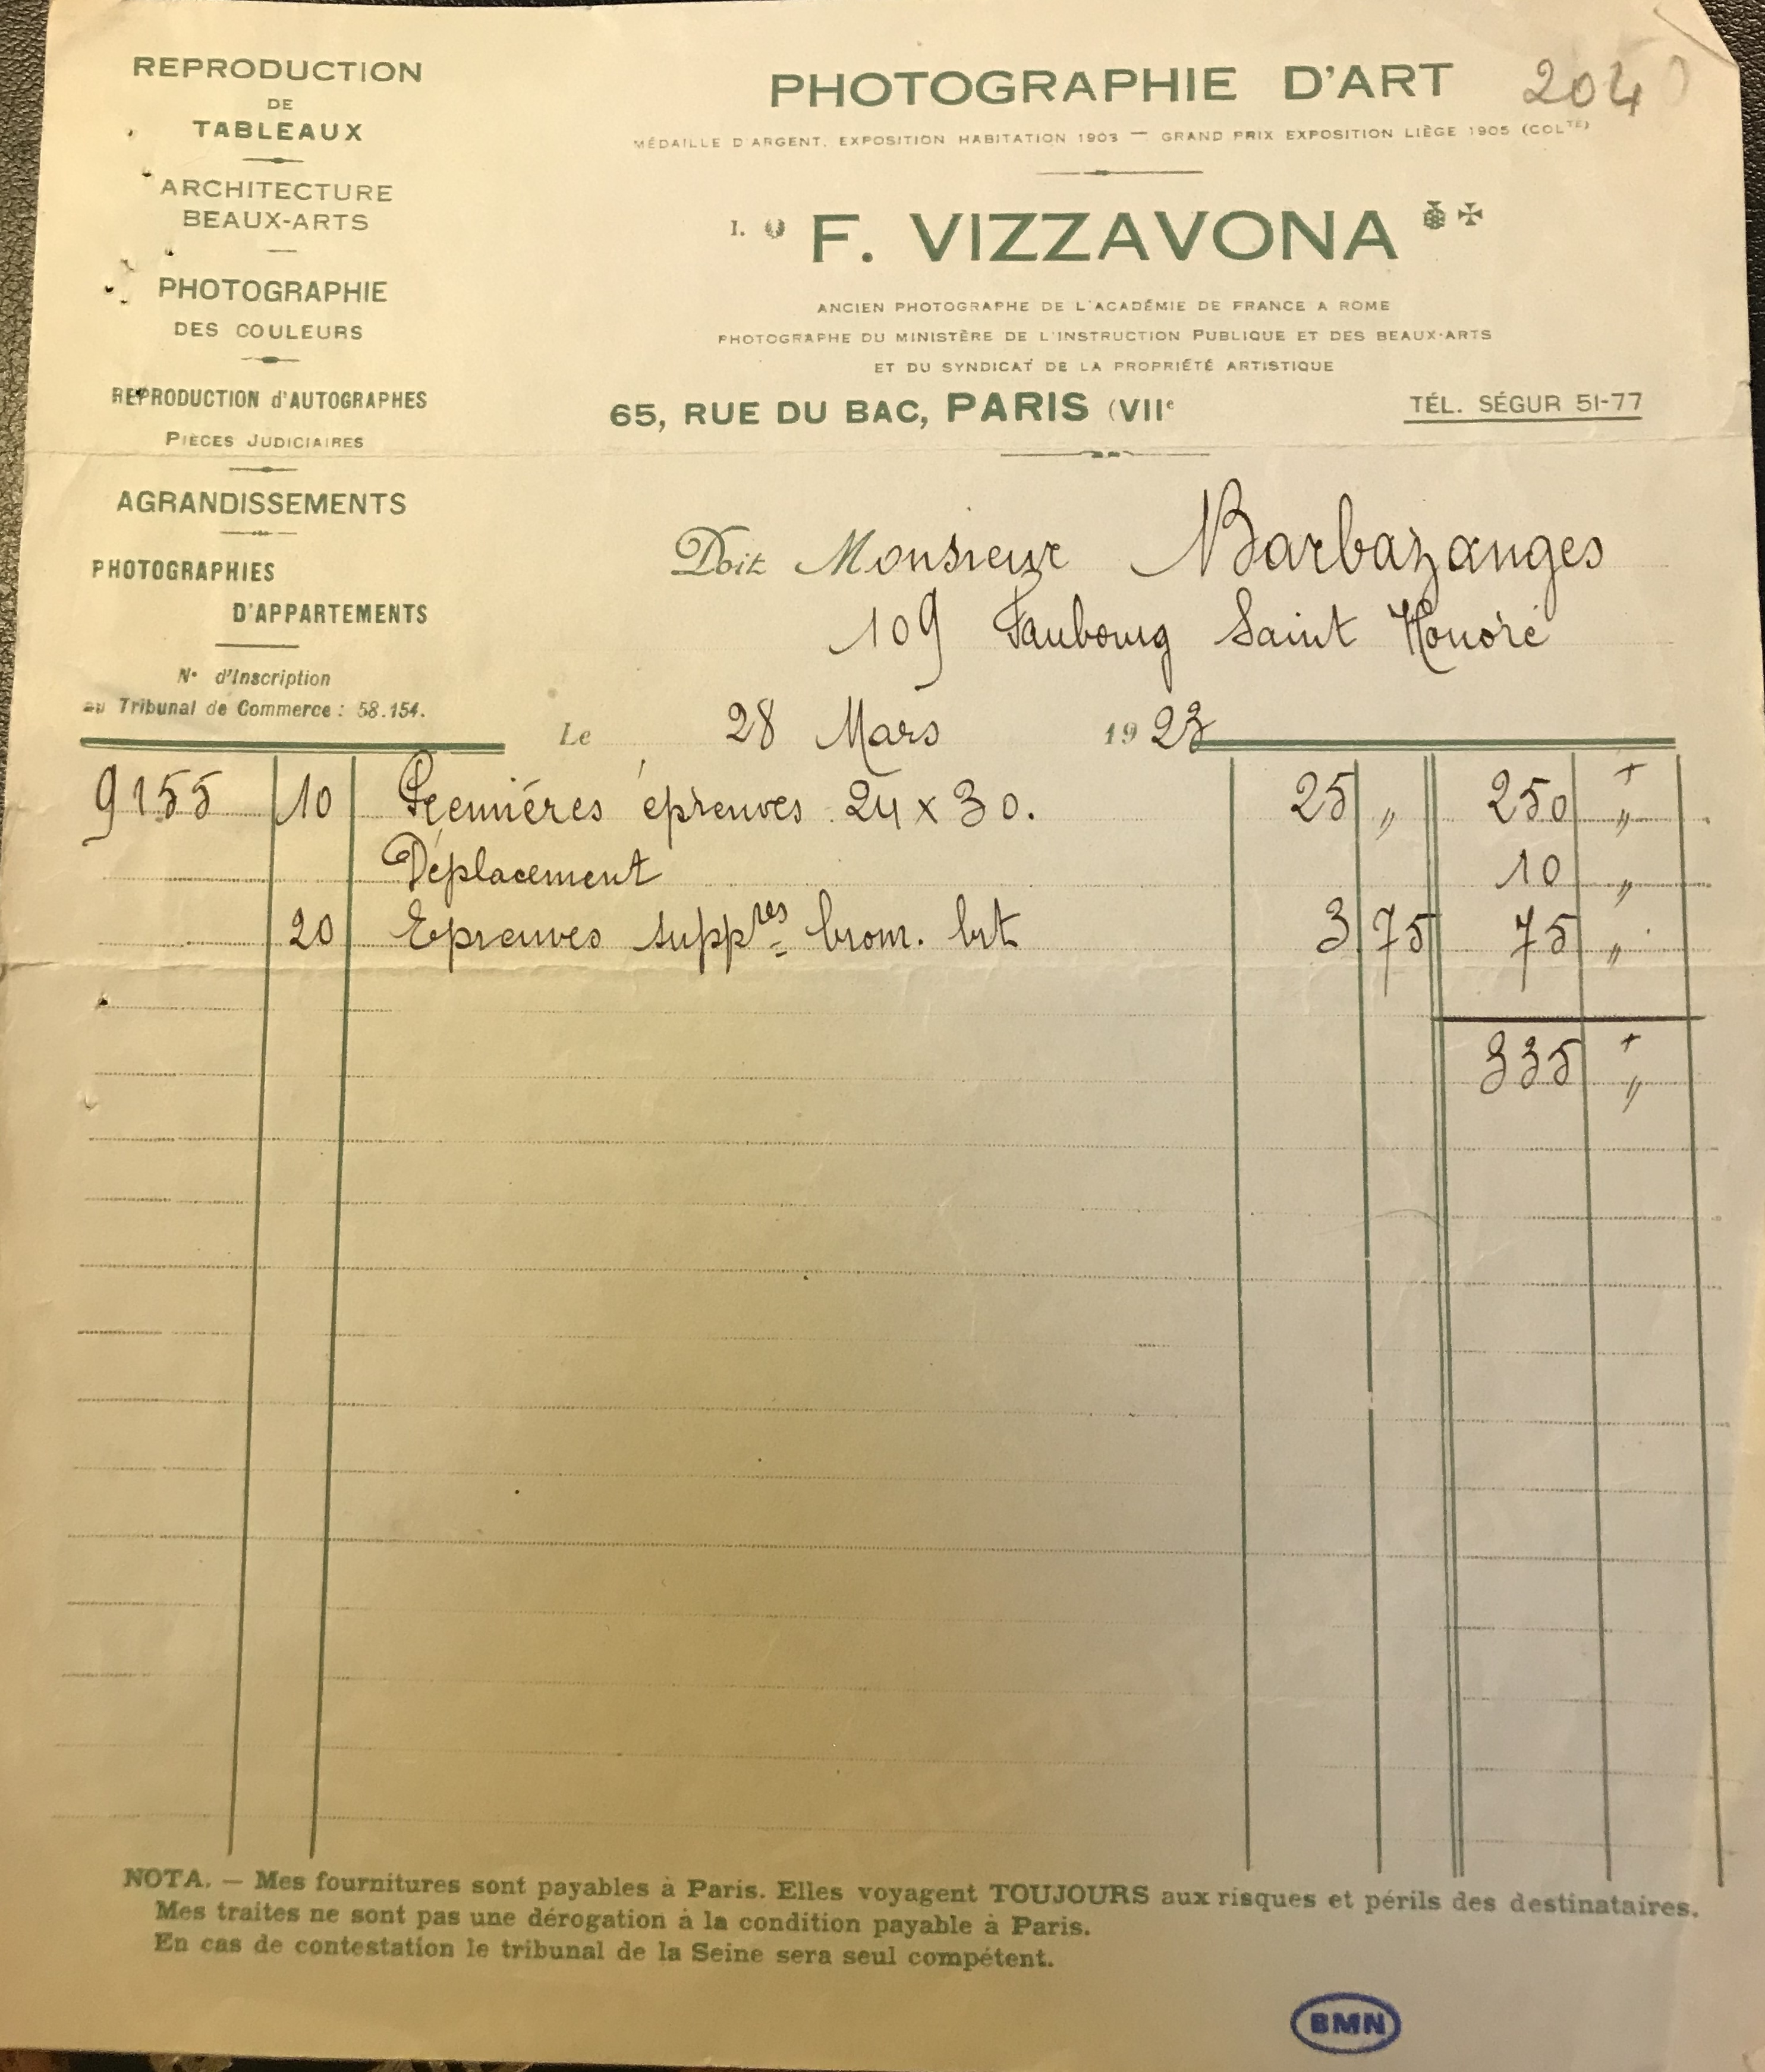 REPRODUCTION
DE
TABLEAUX
ARCHITECTURE
BEAUX-ARTS
PHOTOGRAPHIE
DES COULEURS
REPRODUCTION d'AUTOGRAPHES
PIÈCES JUDICIAIRES
AGRANDISSEMENTS
PHOTOGRAPHIES
D'APPARTEMENTS
N° d'Inscription
au Tribunal de Commerce : 58.154.
PHOTOGRAPHIE D'ART 2040
MÉDAILLE D'ARGENT. EXPOSITION HABITATION 1903 — GRAND PRIX EXPOSITION LIÈGE 1905 (COLTÉ)
I. F. VIZZAVONA
ANCIEN PHOTOGRAPHE DE L'ACADÉMIE DE FRANCE A ROME
PHOTOGRAPHE DU MINISTÈRE DE L'INSTRUCTION PUBLIQUE ET DES BEAUX-ARTS
ET DU SYNDICAT DE LA PROPRIÉTÉ ARTISTIQUE
65, RUE DU BAC, PARIS (VIIe TÉL. SÉGUR 51-77
Doit Monsieur Barbazanges
109 Faubourg Saint Honoré
Le 28 Mars 1923
9155 10 Premières épreuves 24 x 30. 25 " 250 "
Déplacement 10 "
20 Epreuves suppres brom. brt 3 75 75 "
335 "
NOTA. — Mes fournitures sont payables à Paris. Elles voyagent TOUJOURS aux risques et périls des destinataires.
Mes traites ne sont pas une dérogation à la condition payable à Paris.
En cas de contestation le tribunal de la Seine sera seul compétent.
BMN